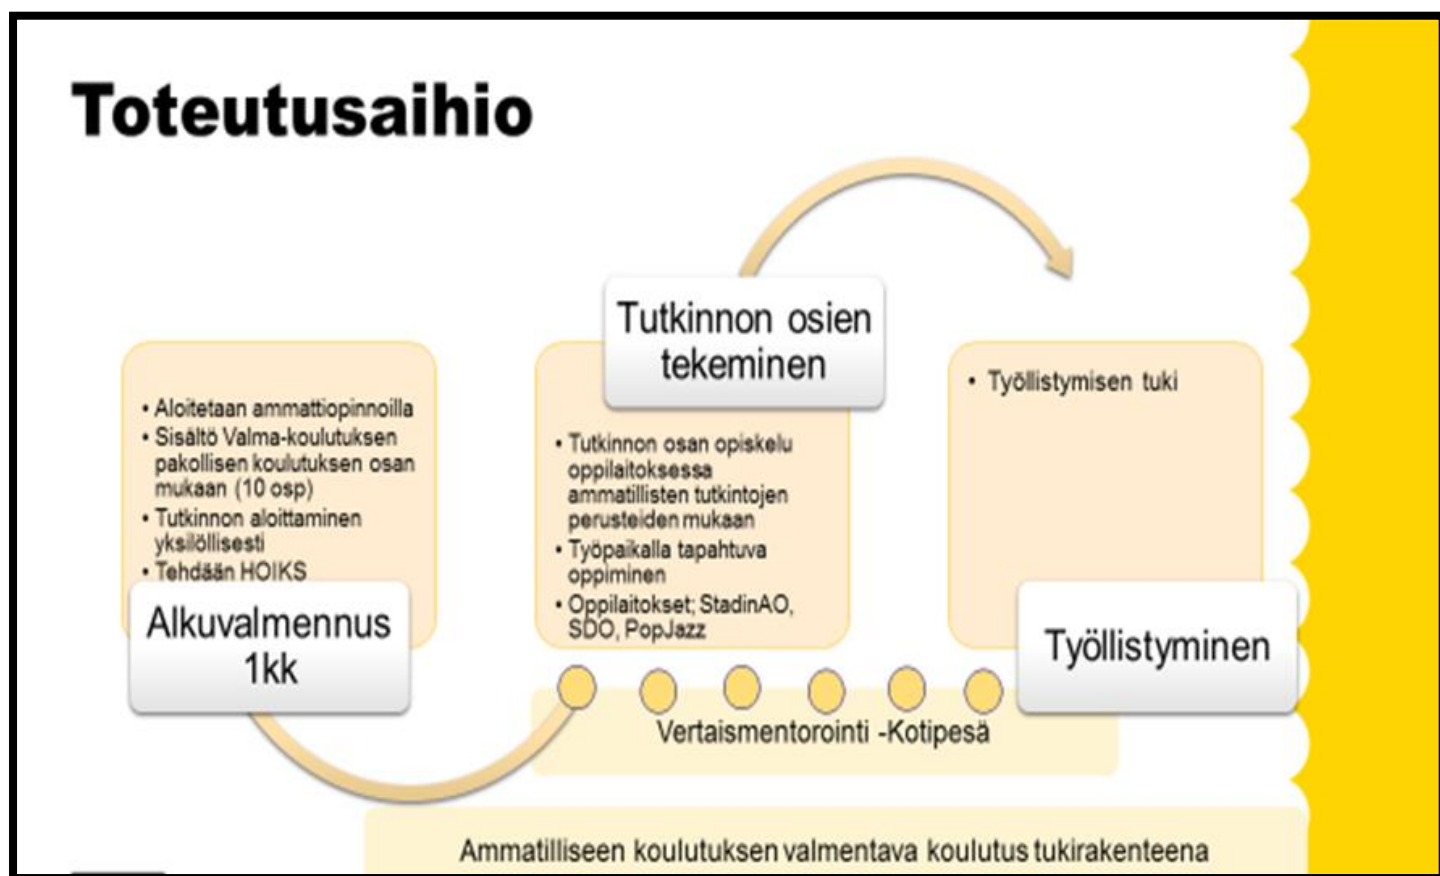 Toteutusaihio
• Aloitetaan ammattiopinnoilla
• Sisältö Valma-koulutuksen
pakollisen koulutuksen osan
mukaan (10 osp)
• Tutkinnon aloittaminen
yksilöllisesti
• Tehdään HOIKS
Alkuvalmennus
1kk
Tutkinnon osien
tekeminen
• Tutkinnon osan opiskelu
oppilaitoksessa
ammatillisten tutkintojen
perusteiden mukaan
• Työpaikalla tapahtuva
oppiminen
• Oppilaitokset; StadinAO,
SDO, PopJazz
• Työllistymisen tuki
Työllistyminen
Vertaismentorointi -Kotipesä
Ammatilliseen koulutuksen valmentava koulutus tukirakenteena